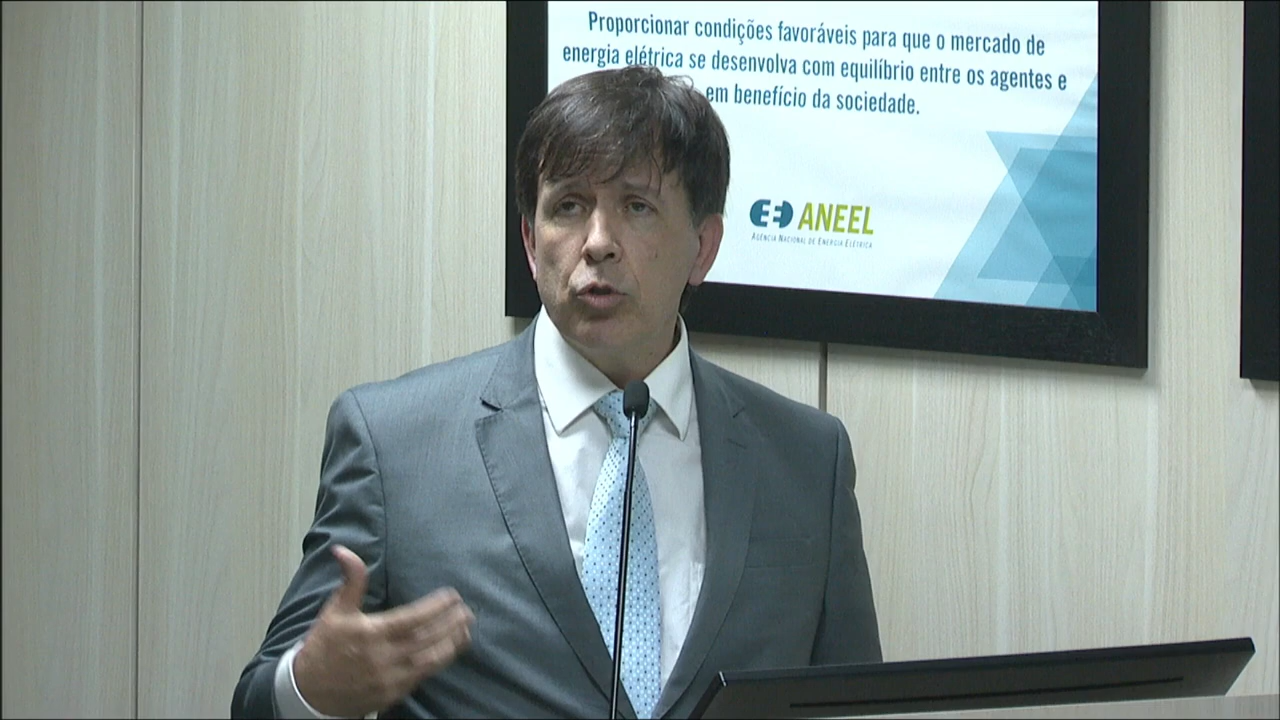 Proporcionar condições favoráveis para que o mercado de
energia elétrica se desenvolva com equilíbrio entre os agentes e
em benefício da sociedade.
ANEEL
AGÊNCIA NACIONAL DE ENERGIA ELÉTRICA